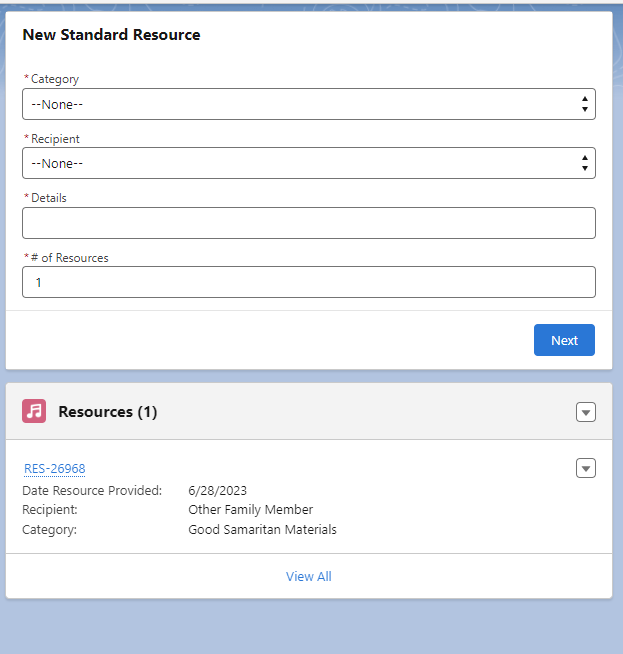 New Standard Resource
*Category
--None--
*Recipient
--None--
*Details
*# of Resources
1
Next
Resources (1)
RES-26968
Date Resource Provided: 6/28/2023
Recipient: Other Family Member
Category: Good Samaritan Materials
View All